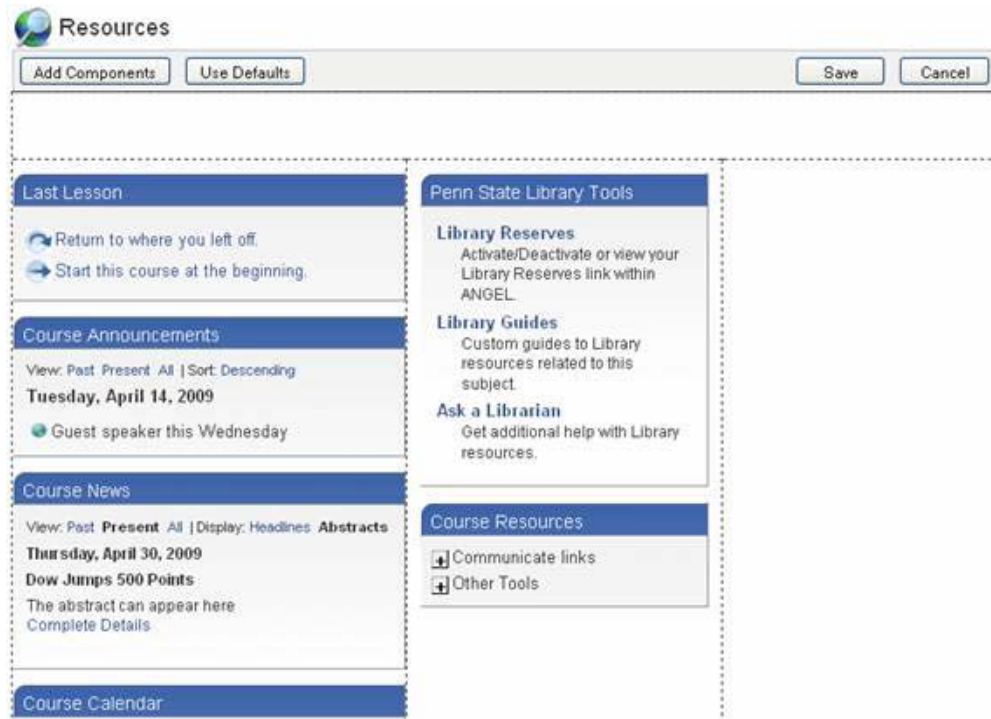 Resources
Add Components
Use Defaults
Save
Cancel
Last Lesson
Return to where you left off.
Start this course at the beginning.
Course Announcements
View: Past Present All | Sort: Descending
Tuesday, April 14, 2009
Guest speaker this Wednesday
Course News
View: Past Present All | Display: Headlines Abstracts
Thursday, April 30, 2009
Dow Jumps 500 Points
The abstract can appear here
Complete Details
Course Calendar
Penn State Library Tools
Library Reserves
Activate/Deactivate or view your
Library Reserves link within
ANGEL.
Library Guides
Custom guides to Library
resources related to this
subject.
Ask a Librarian
Get additional help with Library
resources.
Course Resources
Communicate links
Other Tools